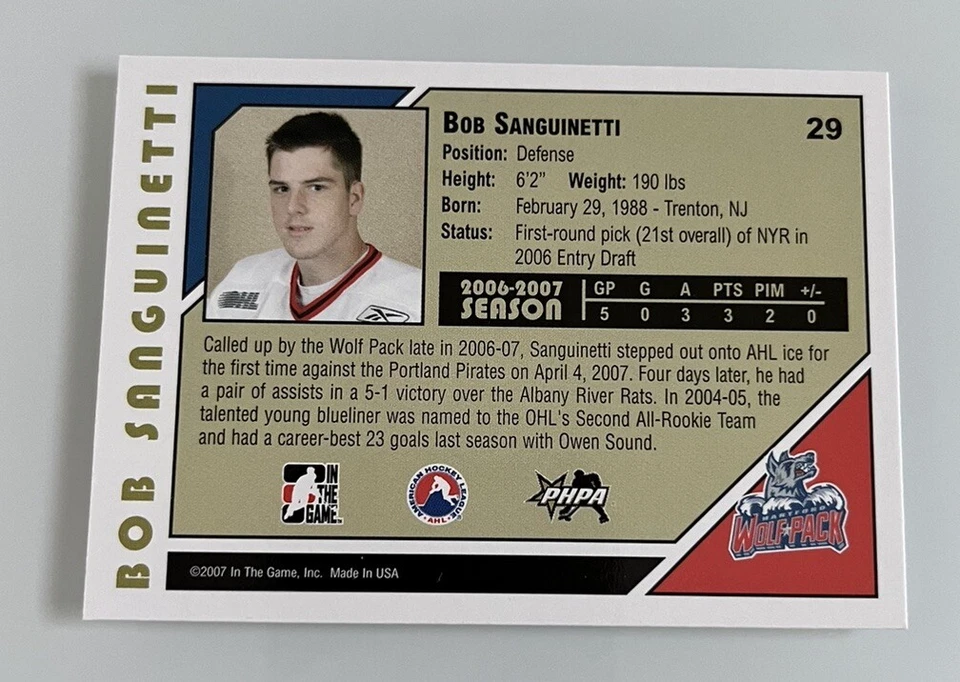 BOB SANGUINETTI
BOB SANGUINETTI
29
Position: Defense
Height: 6'2" Weight: 190 lbs
Born: February 29, 1988 - Trenton, NJ
Status: First-round pick (21st overall) of NYR in
2006 Entry Draft
2006-2007
SEASON
GP G A PTS PIM +/-
5 0 3 3 2 0
Called up by the Wolf Pack late in 2006-07, Sanguinetti stepped out onto AHL ice for
the first time against the Portland Pirates on April 4, 2007. Four days later, he had
a pair of assists in a 5-1 victory over the Albany River Rats. In 2004-05, the
talented young blueliner was named to the OHL's Second All-Rookie Team
and had a career-best 23 goals last season with Owen Sound.
IN
THE
GAME™
AMERICAN HOCKEY LEAGUE
AHL
PHPA
HARTFORD
WOLF PACK
©2007 In The Game, Inc. Made In USA